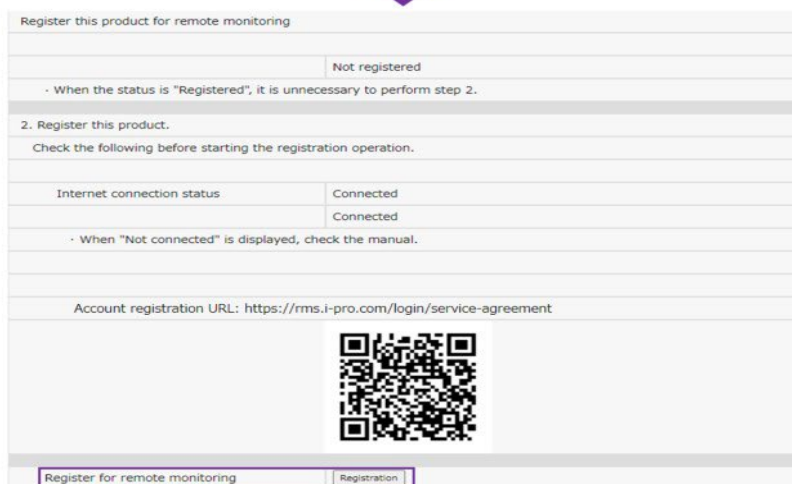 Register this product for remote monitoring
Not registered
· When the status is "Registered", it is unnecessary to perform step 2.
2. Register this product.
Check the following before starting the registration operation.
Internet connection status Connected
Connected
· When "Not connected" is displayed, check the manual.
Account registration URL: https://rms.i-pro.com/login/service-agreement
Register for remote monitoring Registration